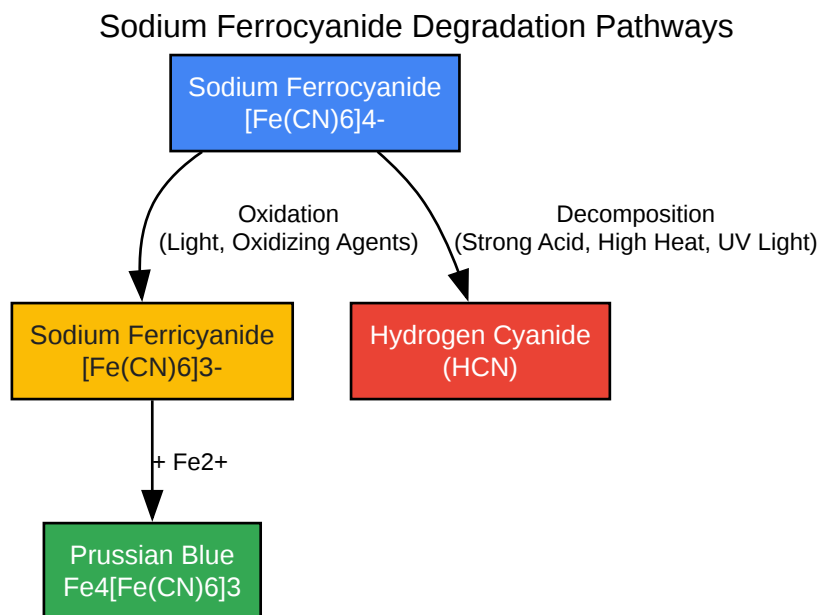 Sodium Ferrocyanide Degradation Pathways
Sodium Ferrocyanide
[Fe(CN)6]4-
Oxidation
(Light, Oxidizing Agents)
Decomposition
(Strong Acid, High Heat, UV Light)
Sodium Ferricyanide
[Fe(CN)6]3-
Hydrogen Cyanide
(HCN)
+ Fe2+
Prussian Blue
Fe4[Fe(CN)6]3